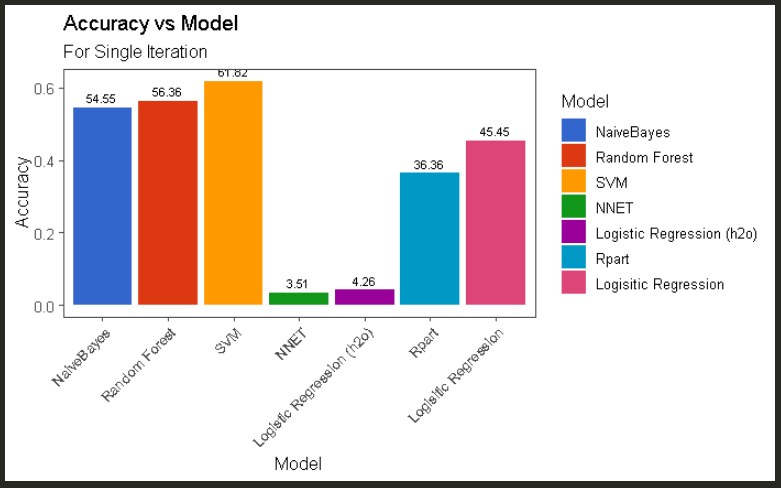 Accuracy vs Model
For Single Iteration
Accuracy
0.6
0.4
0.2
0.0
54.55
56.36
61.82
3.51
4.26
36.36
45.45
NaiveBayes
Random Forest
SVM
NNET
Logistic Regression (h2o)
Rpart
Logisitic Regression
Model
Model
NaiveBayes
Random Forest
SVM
NNET
Logistic Regression (h2o)
Rpart
Logisitic Regression